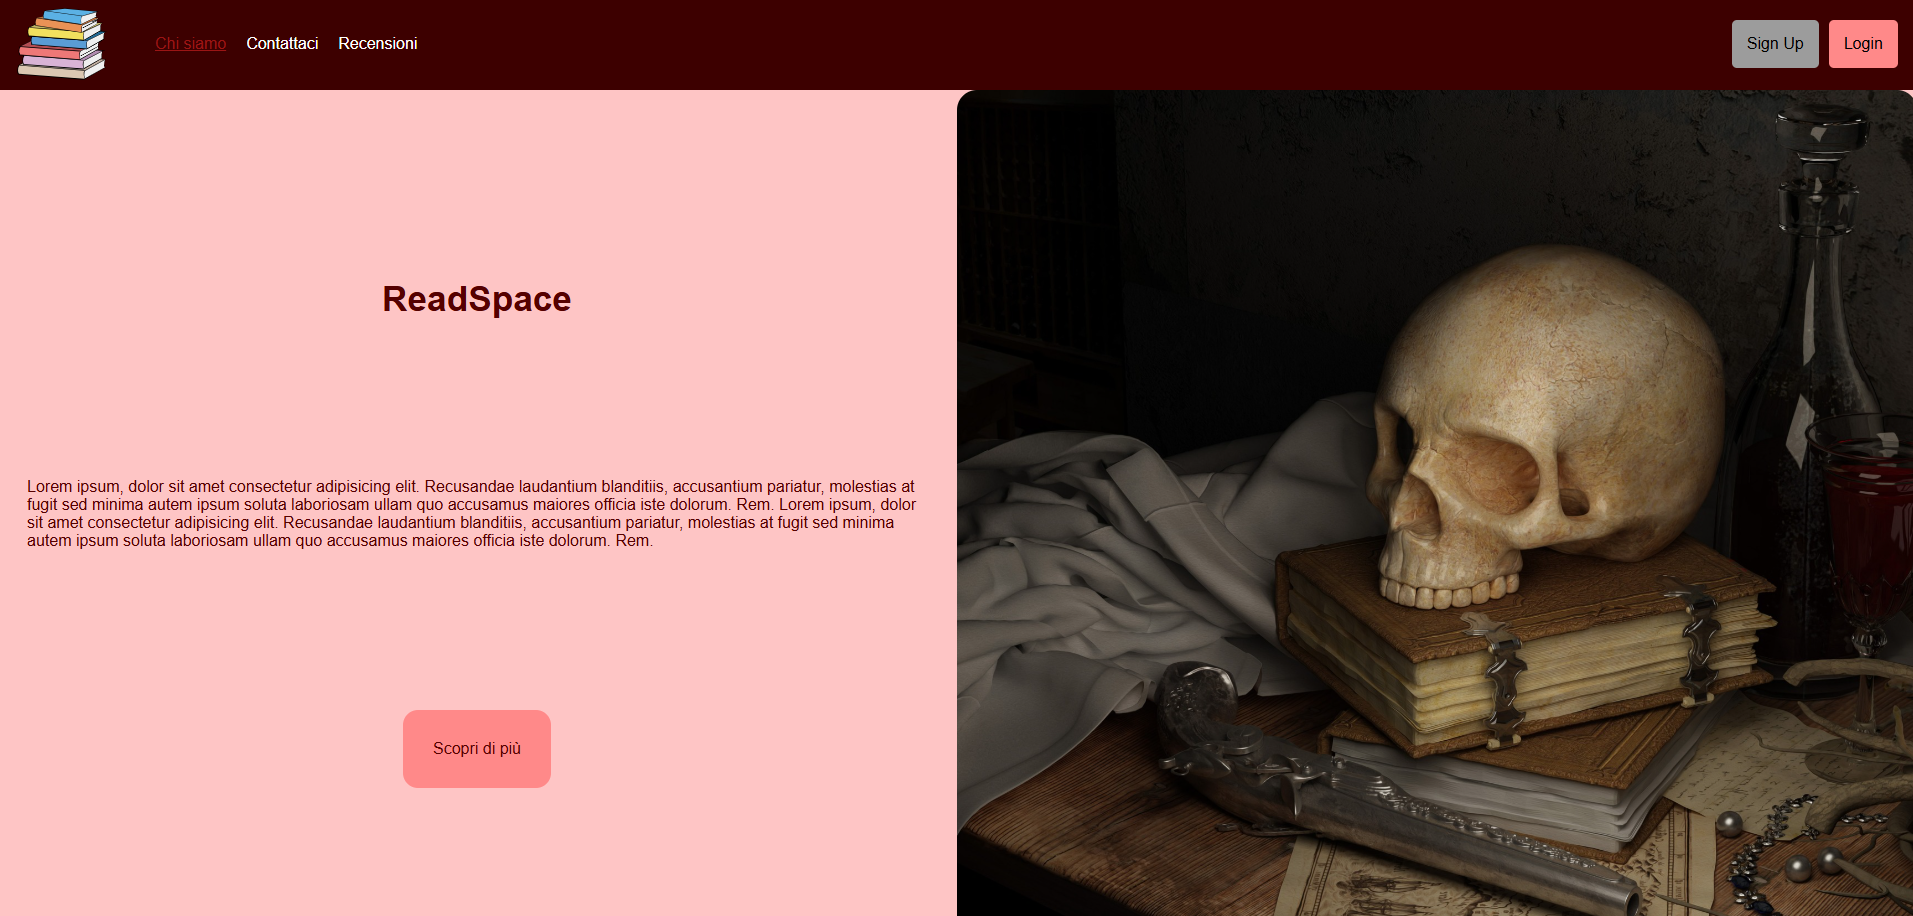 Chi siamo Contattaci Recensioni Sign Up Login
ReadSpace
Lorem ipsum, dolor sit amet consectetur adipisicing elit. Recusandae laudantium blanditiis, accusantium pariatur, molestias at
fugit sed minima autem ipsum soluta laboriosam ullam quo accusamus maiores officia iste dolorum. Rem. Lorem ipsum, dolor
sit amet consectetur adipisicing elit. Recusandae laudantium blanditiis, accusantium pariatur, molestias at fugit sed minima
autem ipsum soluta laboriosam ullam quo accusamus maiores officia iste dolorum. Rem.
Scopri di più